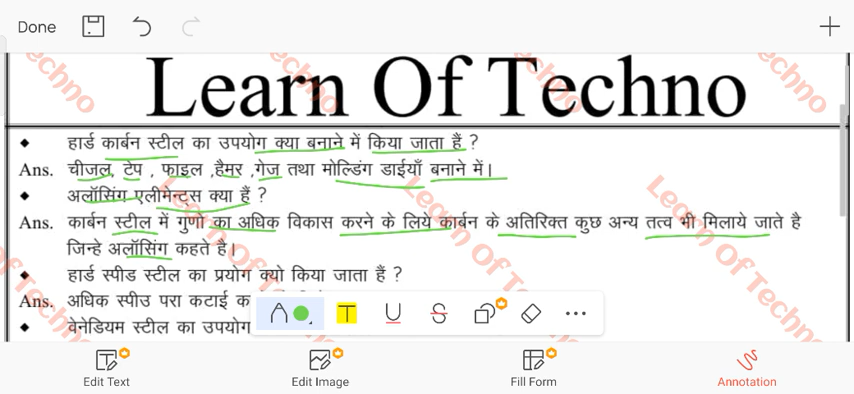 Done
Learn Of Techno
◆ हार्ड कार्बन स्टील का उपयोग क्या बनाने में किया जाता हैं ?
Ans. चीजल, टेप , फाइल ,हैमर ,गेज तथा मोल्डिंग डाईयाँ बनाने में।
◆ अलॉसिंग एलीमेन्ट्स क्या हैं ?
Ans. कार्बन स्टील में गुणो का अधिक विकास करने के लिये कार्बन के अतिरिक्त कुछ अन्य तत्व भी मिलाये जाते है
जिन्हे अलॉसिंग कहते है।
◆ हार्ड स्पीड स्टील का प्रयोग क्यो किया जाता हैं ?
Ans. अधिक स्पीउ परा कटाई क
◆ वेनेडियम स्टील का उपयोग
T U S
Edit Text
Edit Image
Fill Form
Annotation